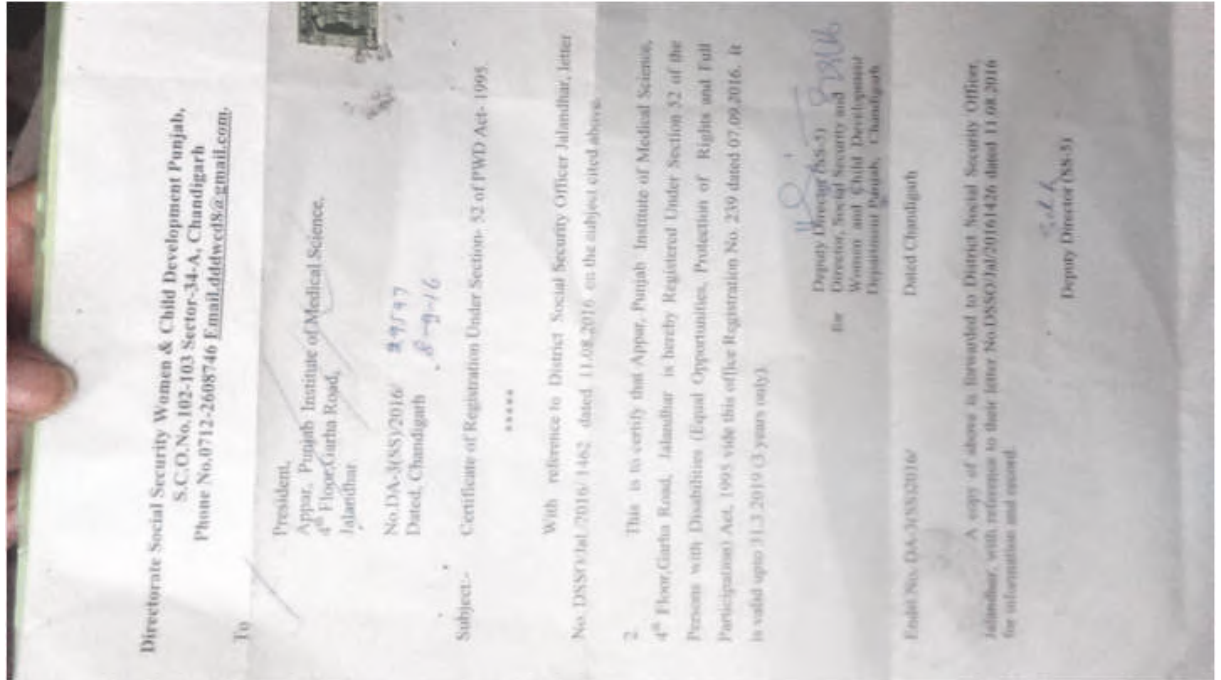 Directorate Social Security Women & Child Development Punjab,
S.C.O.No.102-103 Sector-34-A, Chandigarh
Phone No.0712-2608746 Email.dddwcd8@gmail.com,
To
President,
Appar, Punjab Institute of Medical Science,
4th Floor,Garha Road,
Jalandhar
No.DA-3(SS)/2016/ 29597
Dated, Chandigarh 8-9-16
Subject:- Certificate of Registration Under Section- 52 of PWD Act- 1995
*****
With reference to District Social Security Officer Jalandhar, letter
No. DSSO/Jal/2016/1462 dated 11.08.2016 on the subject cited above.
2. This is to certify that Appar, Punjab Institute of Medical Science,
4th Floor,Garha Road, Jalandhar is hereby Registered Under Section 52 of the
Persons with Disabilities (Equal Opportunities, Protection of Rights and Full
Participation) Act, 1995 vide this office Registration No. 239 dated 07.09.2016. It
is valid upto 31.3.2019 (3 years only).
Deputy Director (SS-5)
for Director, Social Security and
Women and Child Development
Department Punjab, Chandigarh
Endst.No. DA-3(SS)2016/ Dated Chandigarh
A copy of above is forwarded to District Social Security Officer,
Jalandhar, with reference to their letter No.DSSO/Jal/20161426 dated 11.08.2016
for information and record.
Sd/-
Deputy Director (SS-5)